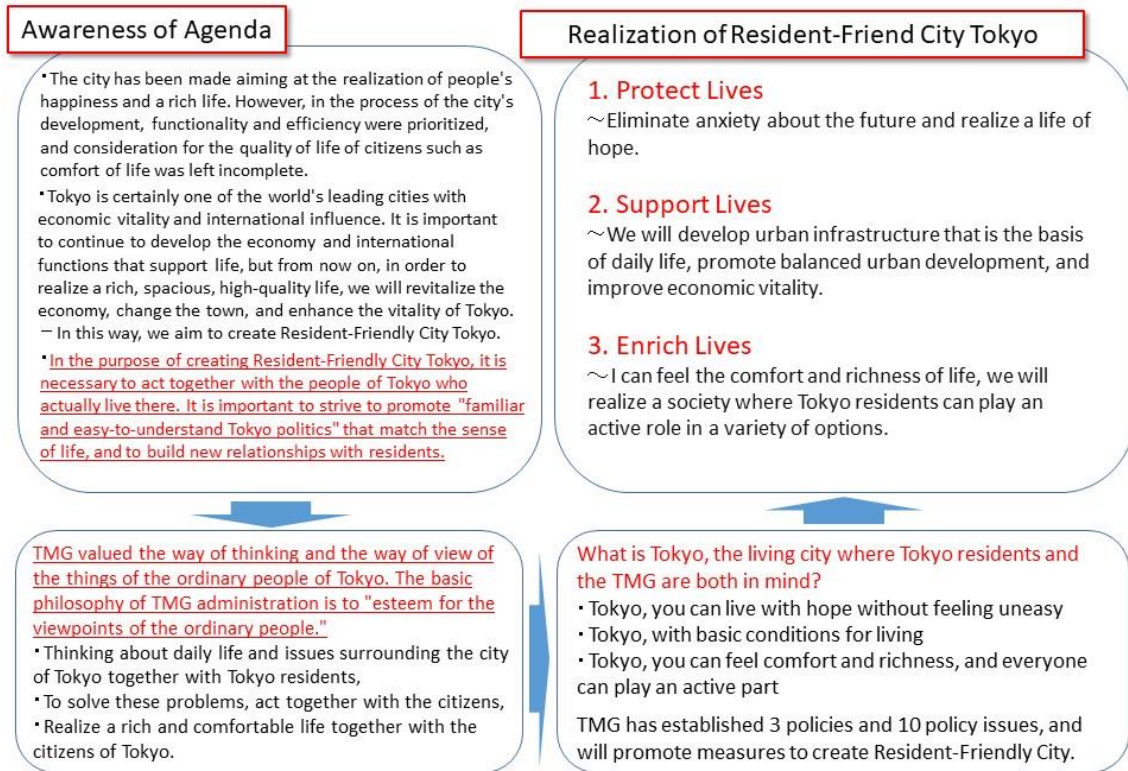 Awareness of Agenda
・The city has been made aiming at the realization of people's
happiness and a rich life. However, in the process of the city's
development, functionality and efficiency were prioritized,
and consideration for the quality of life of citizens such as
comfort of life was left incomplete.
・Tokyo is certainly one of the world's leading cities with
economic vitality and international influence. It is important
to continue to develop the economy and international
functions that support life, but from now on, in order to
realize a rich, spacious, high-quality life, we will revitalize the
economy, change the town, and enhance the vitality of Tokyo.
− In this way, we aim to create Resident-Friendly City Tokyo.
・In the purpose of creating Resident-Friendly City Tokyo, it is
necessary to act together with the people of Tokyo who
actually live there. It is important to strive to promote "familiar
and easy-to-understand Tokyo politics" that match the sense
of life, and to build new relationships with residents.
TMG valued the way of thinking and the way of view of
the things of the ordinary people of Tokyo. The basic
philosophy of TMG administration is to "esteem for the
viewpoints of the ordinary people."
・Thinking about daily life and issues surrounding the city
of Tokyo together with Tokyo residents,
・To solve these problems, act together with the citizens,
・Realize a rich and comfortable life together with the
citizens of Tokyo.
What is Tokyo, the living city where Tokyo residents and
the TMG are both in mind?
・Tokyo, you can live with hope without feeling uneasy
・Tokyo, with basic conditions for living
・Tokyo, you can feel comfort and richness, and everyone
can play an active part
TMG has established 3 policies and 10 policy issues, and
will promote measures to create Resident-Friendly City.
Realization of Resident-Friend City Tokyo
1. Protect Lives
～Eliminate anxiety about the future and realize a life of
hope.
2. Support Lives
～We will develop urban infrastructure that is the basis
of daily life, promote balanced urban development, and
improve economic vitality.
3. Enrich Lives
～I can feel the comfort and richness of life, we will
realize a society where Tokyo residents can play an
active role in a variety of options.